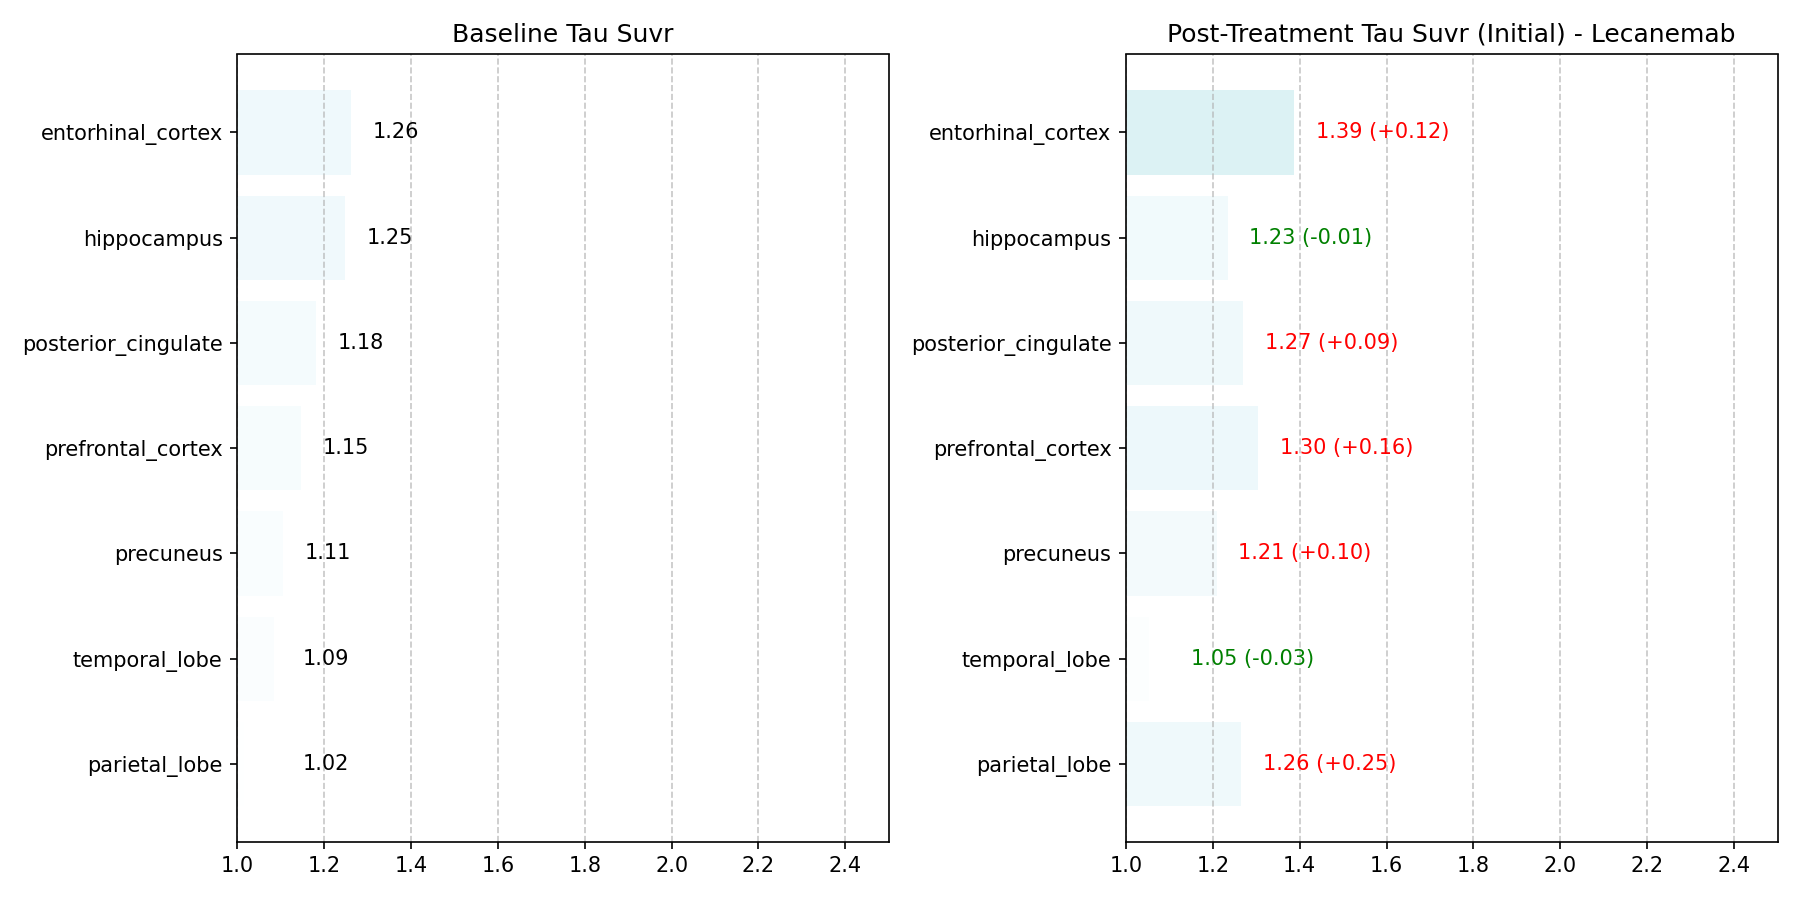 Baseline Tau Suvr
entorhinal_cortex
1.26
hippocampus
1.25
posterior_cingulate
1.18
prefrontal_cortex
1.15
precuneus
1.11
temporal_lobe
1.09
parietal_lobe
1.02
1.0 1.2 1.4 1.6 1.8 2.0 2.2 2.4
Post-Treatment Tau Suvr (Initial) - Lecanemab
entorhinal_cortex
1.39 (+0.12)
hippocampus
1.23 (-0.01)
posterior_cingulate
1.27 (+0.09)
prefrontal_cortex
1.30 (+0.16)
precuneus
1.21 (+0.10)
temporal_lobe
1.05 (-0.03)
parietal_lobe
1.26 (+0.25)
1.0 1.2 1.4 1.6 1.8 2.0 2.2 2.4